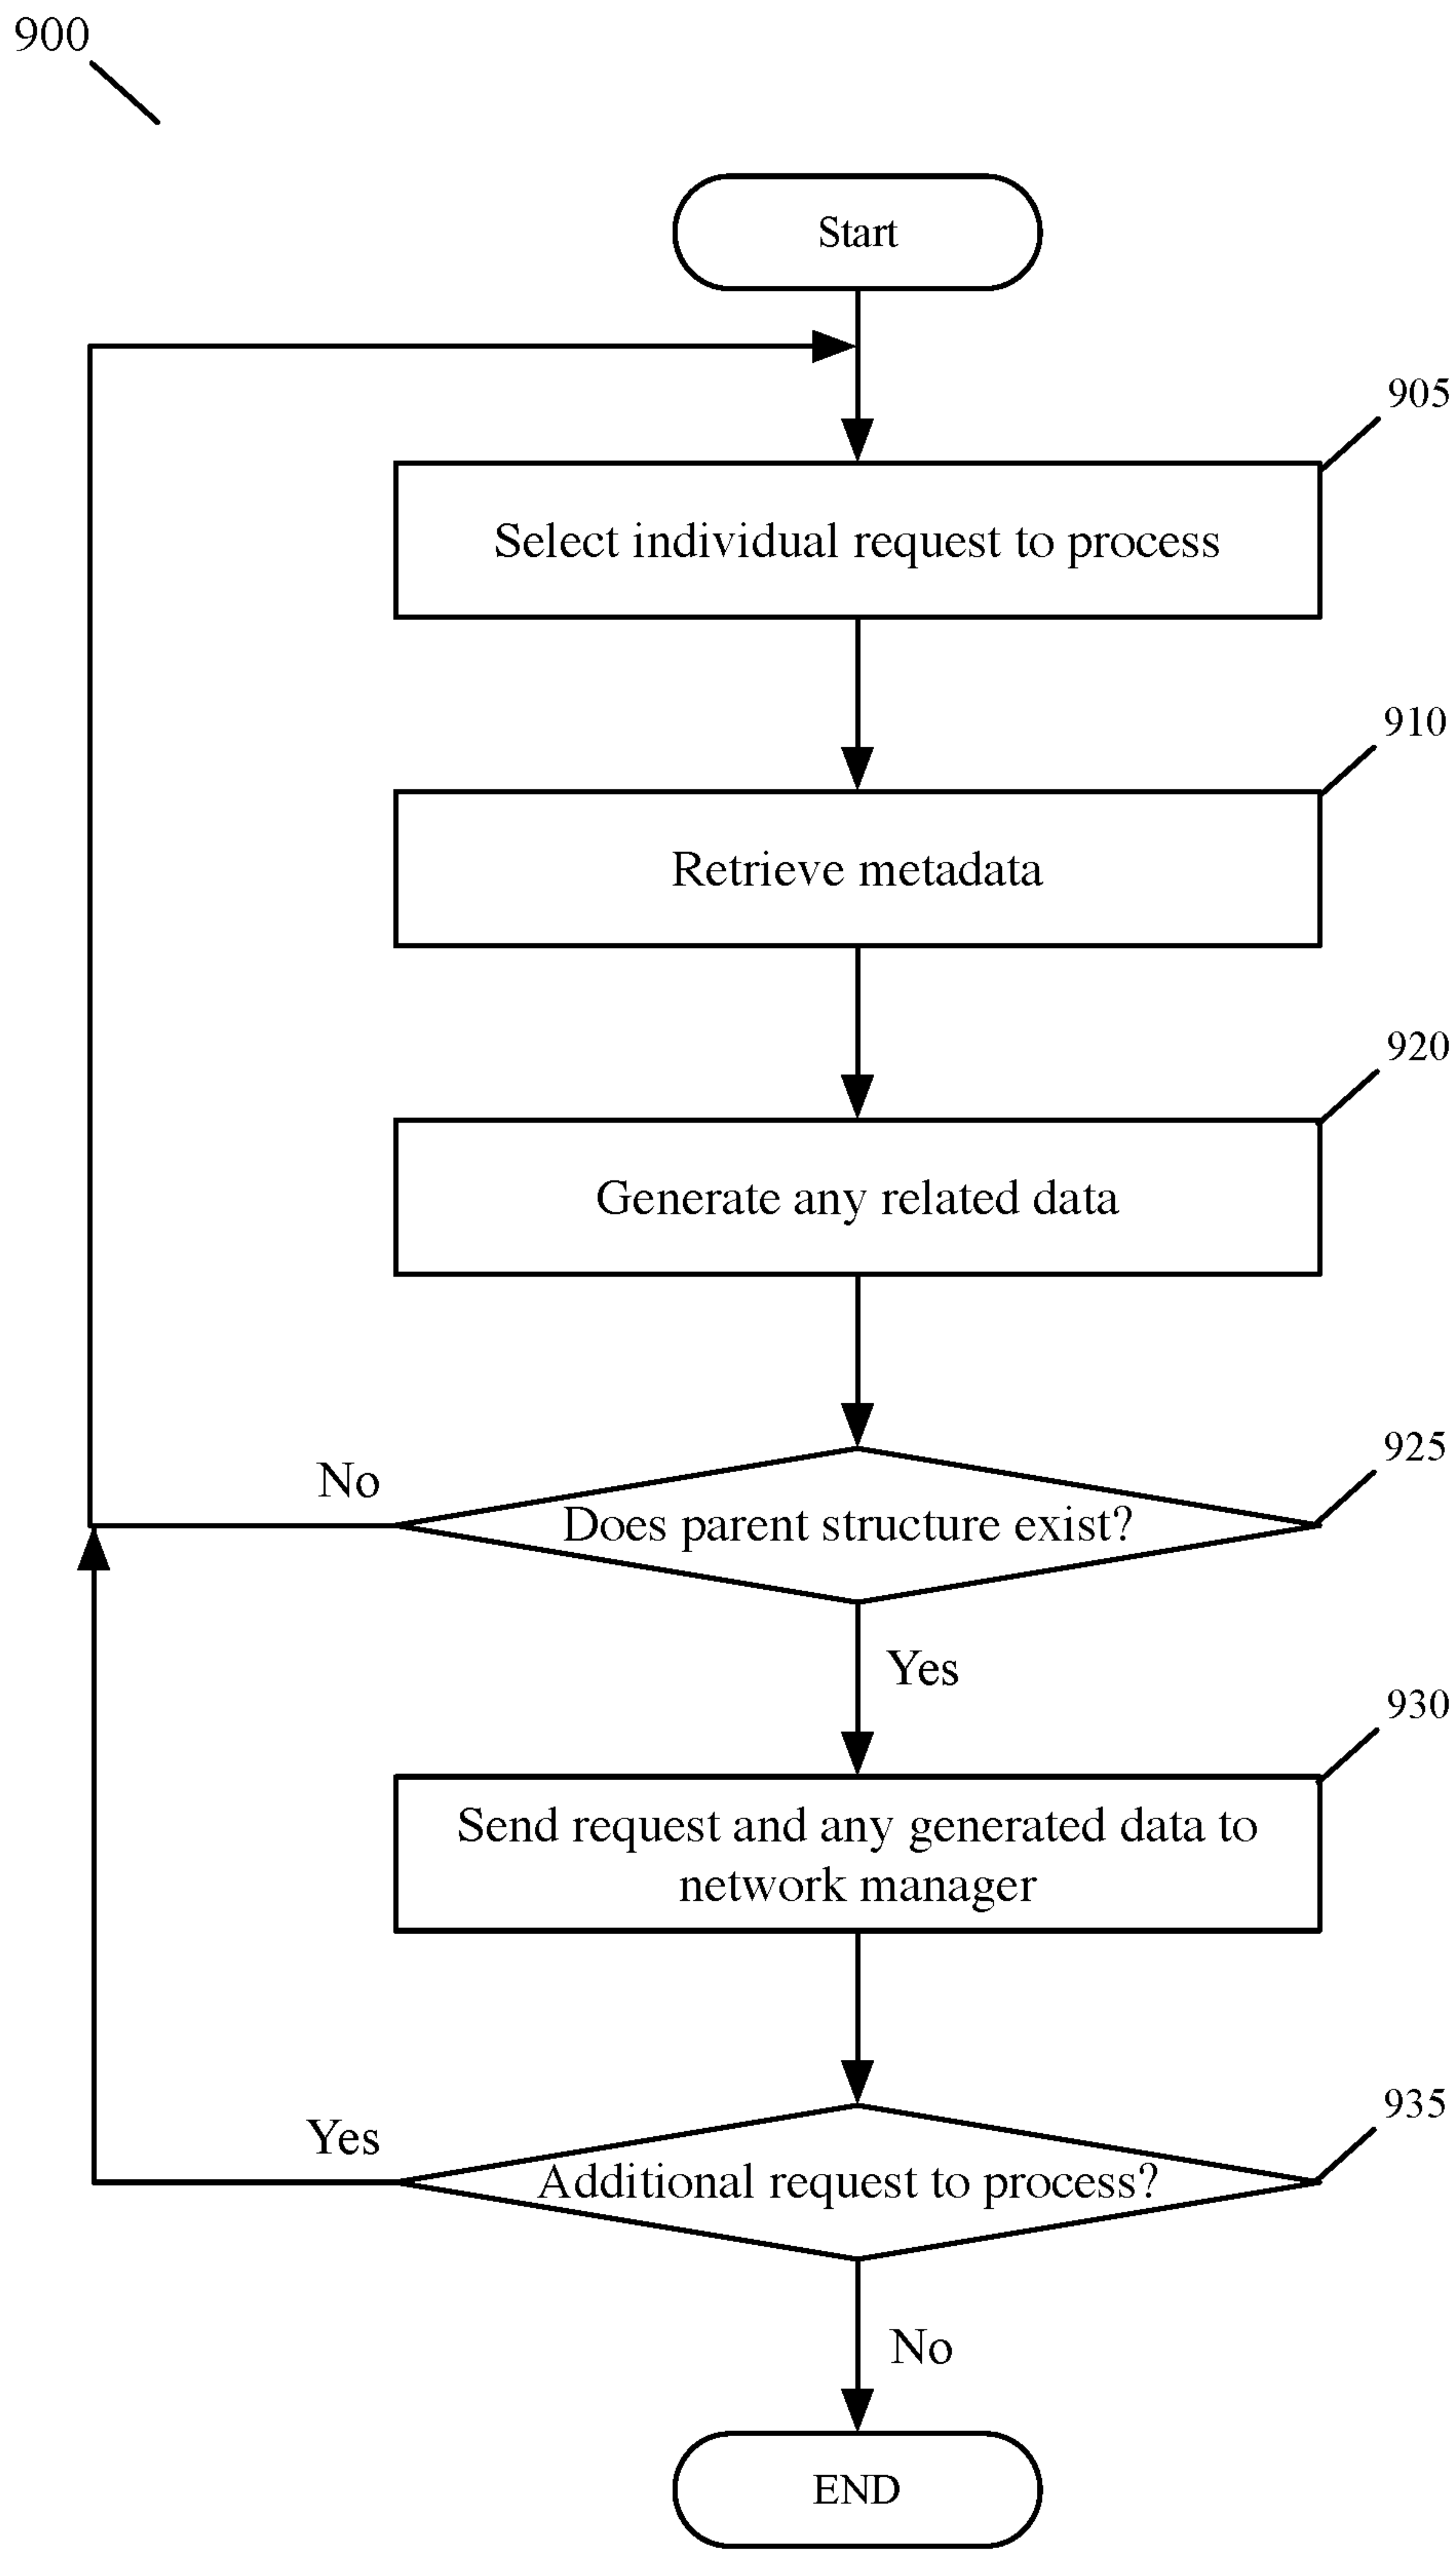 900
Start
905
Select individual request to process
910
Retrieve metadata
920
Generate any related data
925
No
Does parent structure exist?
Yes
930
Send request and any generated data to
network manager
935
Yes
Additional request to process?
No
END